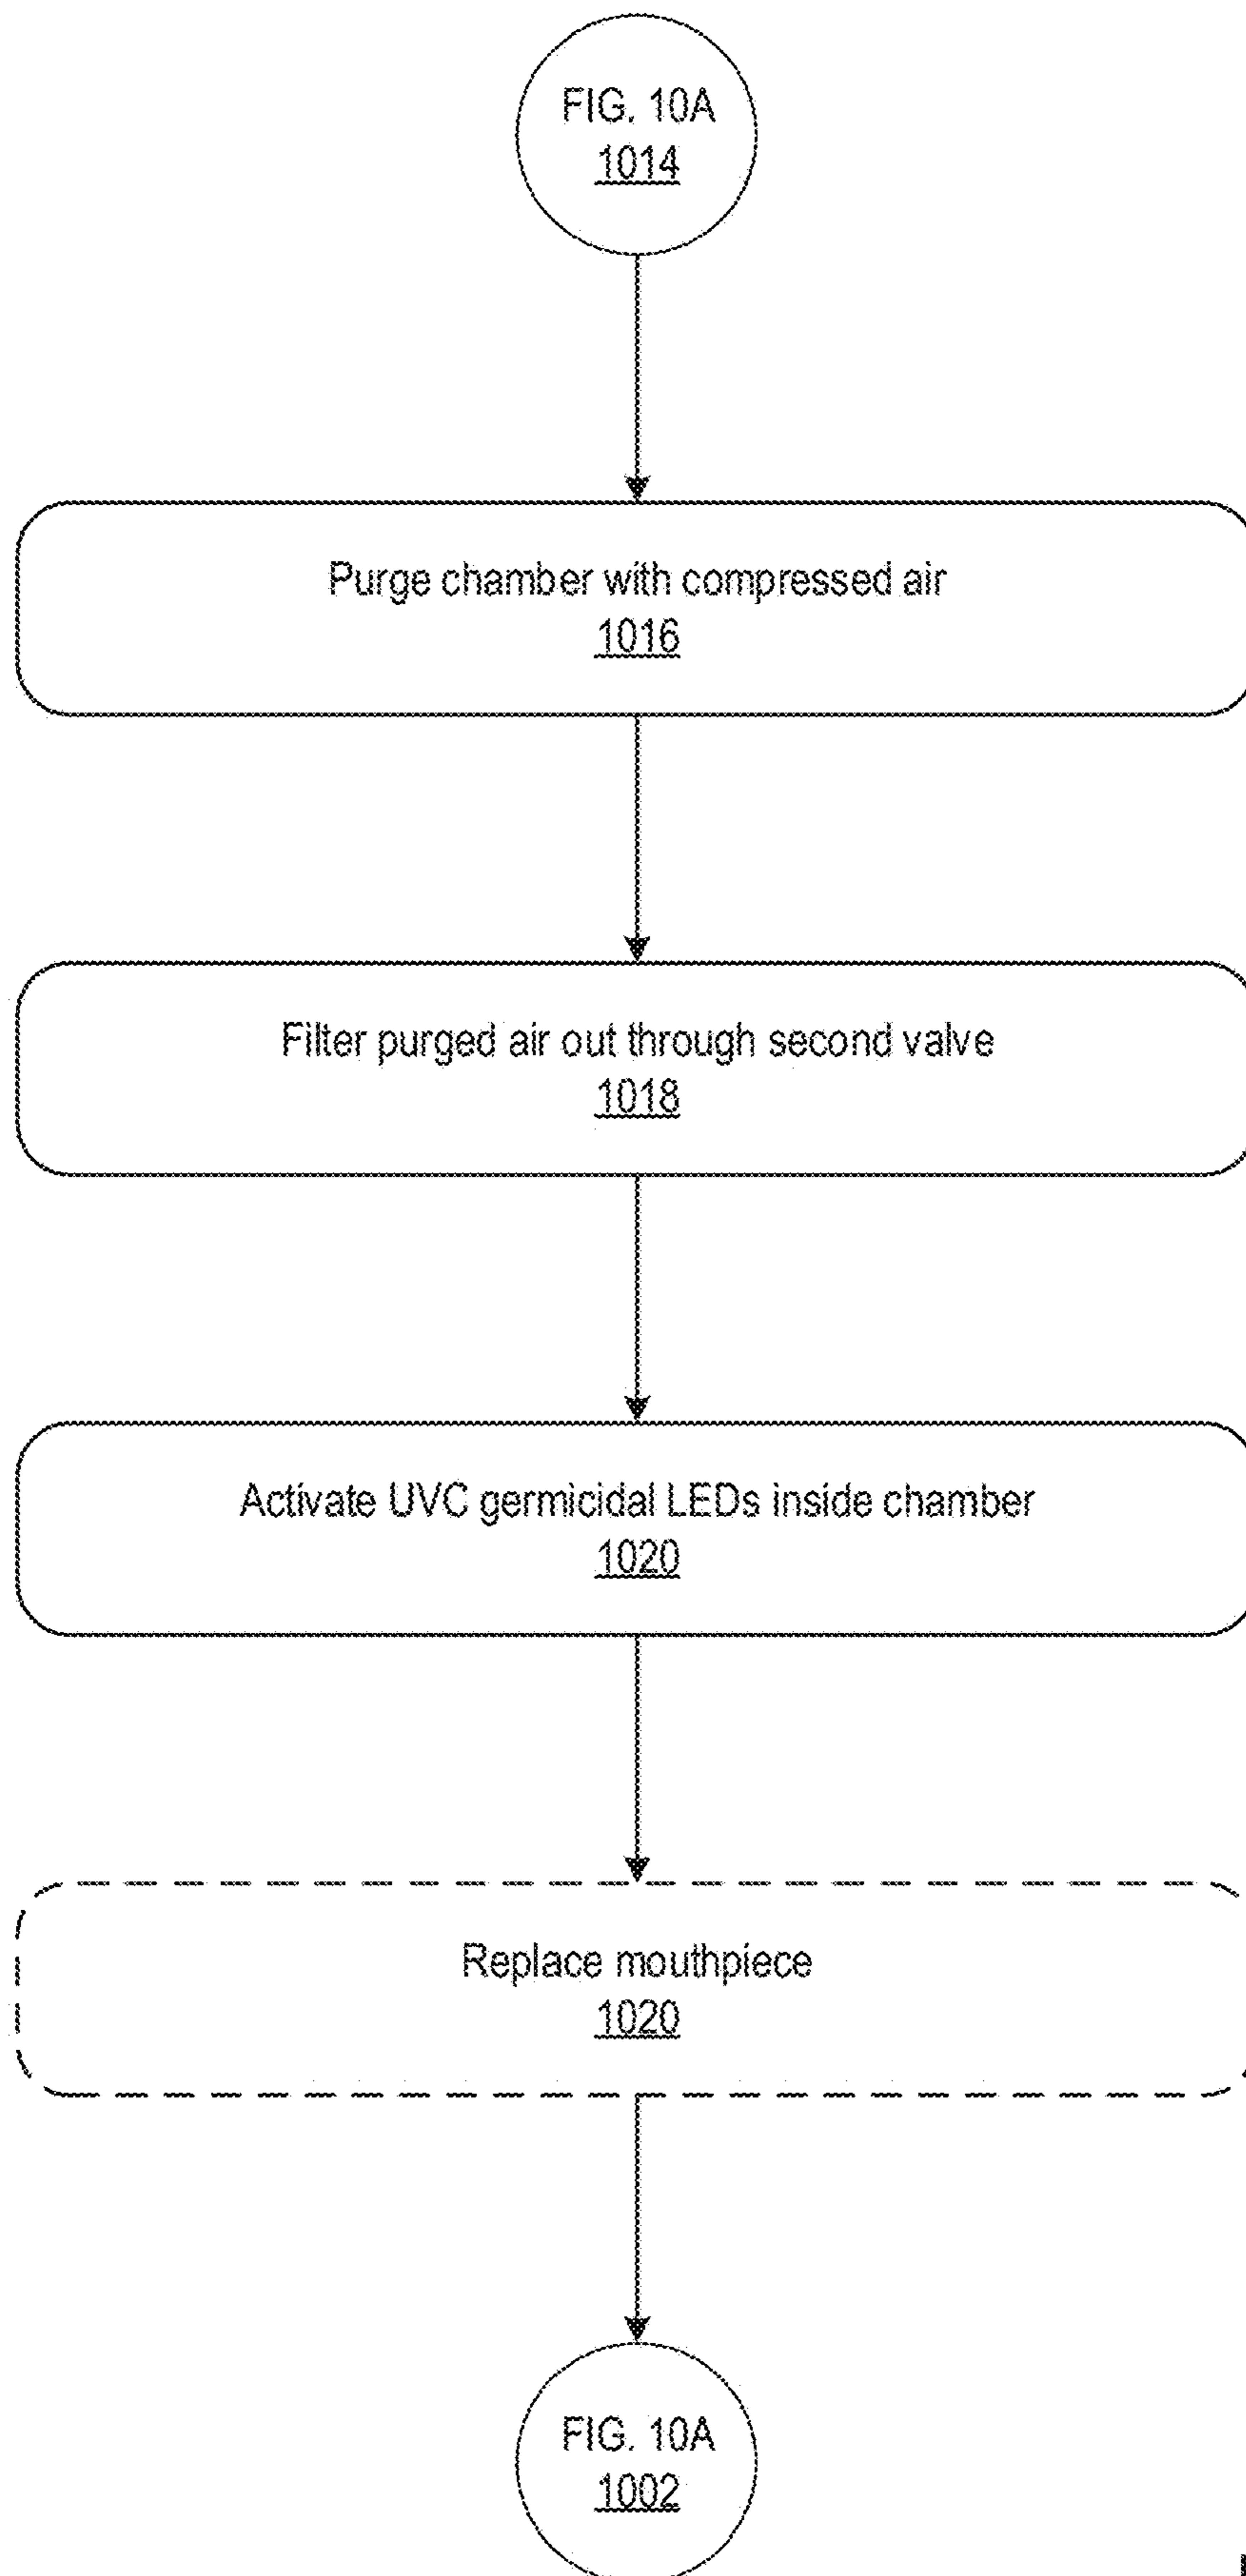 FIG. 10A
1014
Purge chamber with compressed air
1016
Filter purged air out through second valve
1018
Activate UVC germicidal LEDs inside chamber
1020
Replace mouthpiece
1020
FIG. 10A
1002